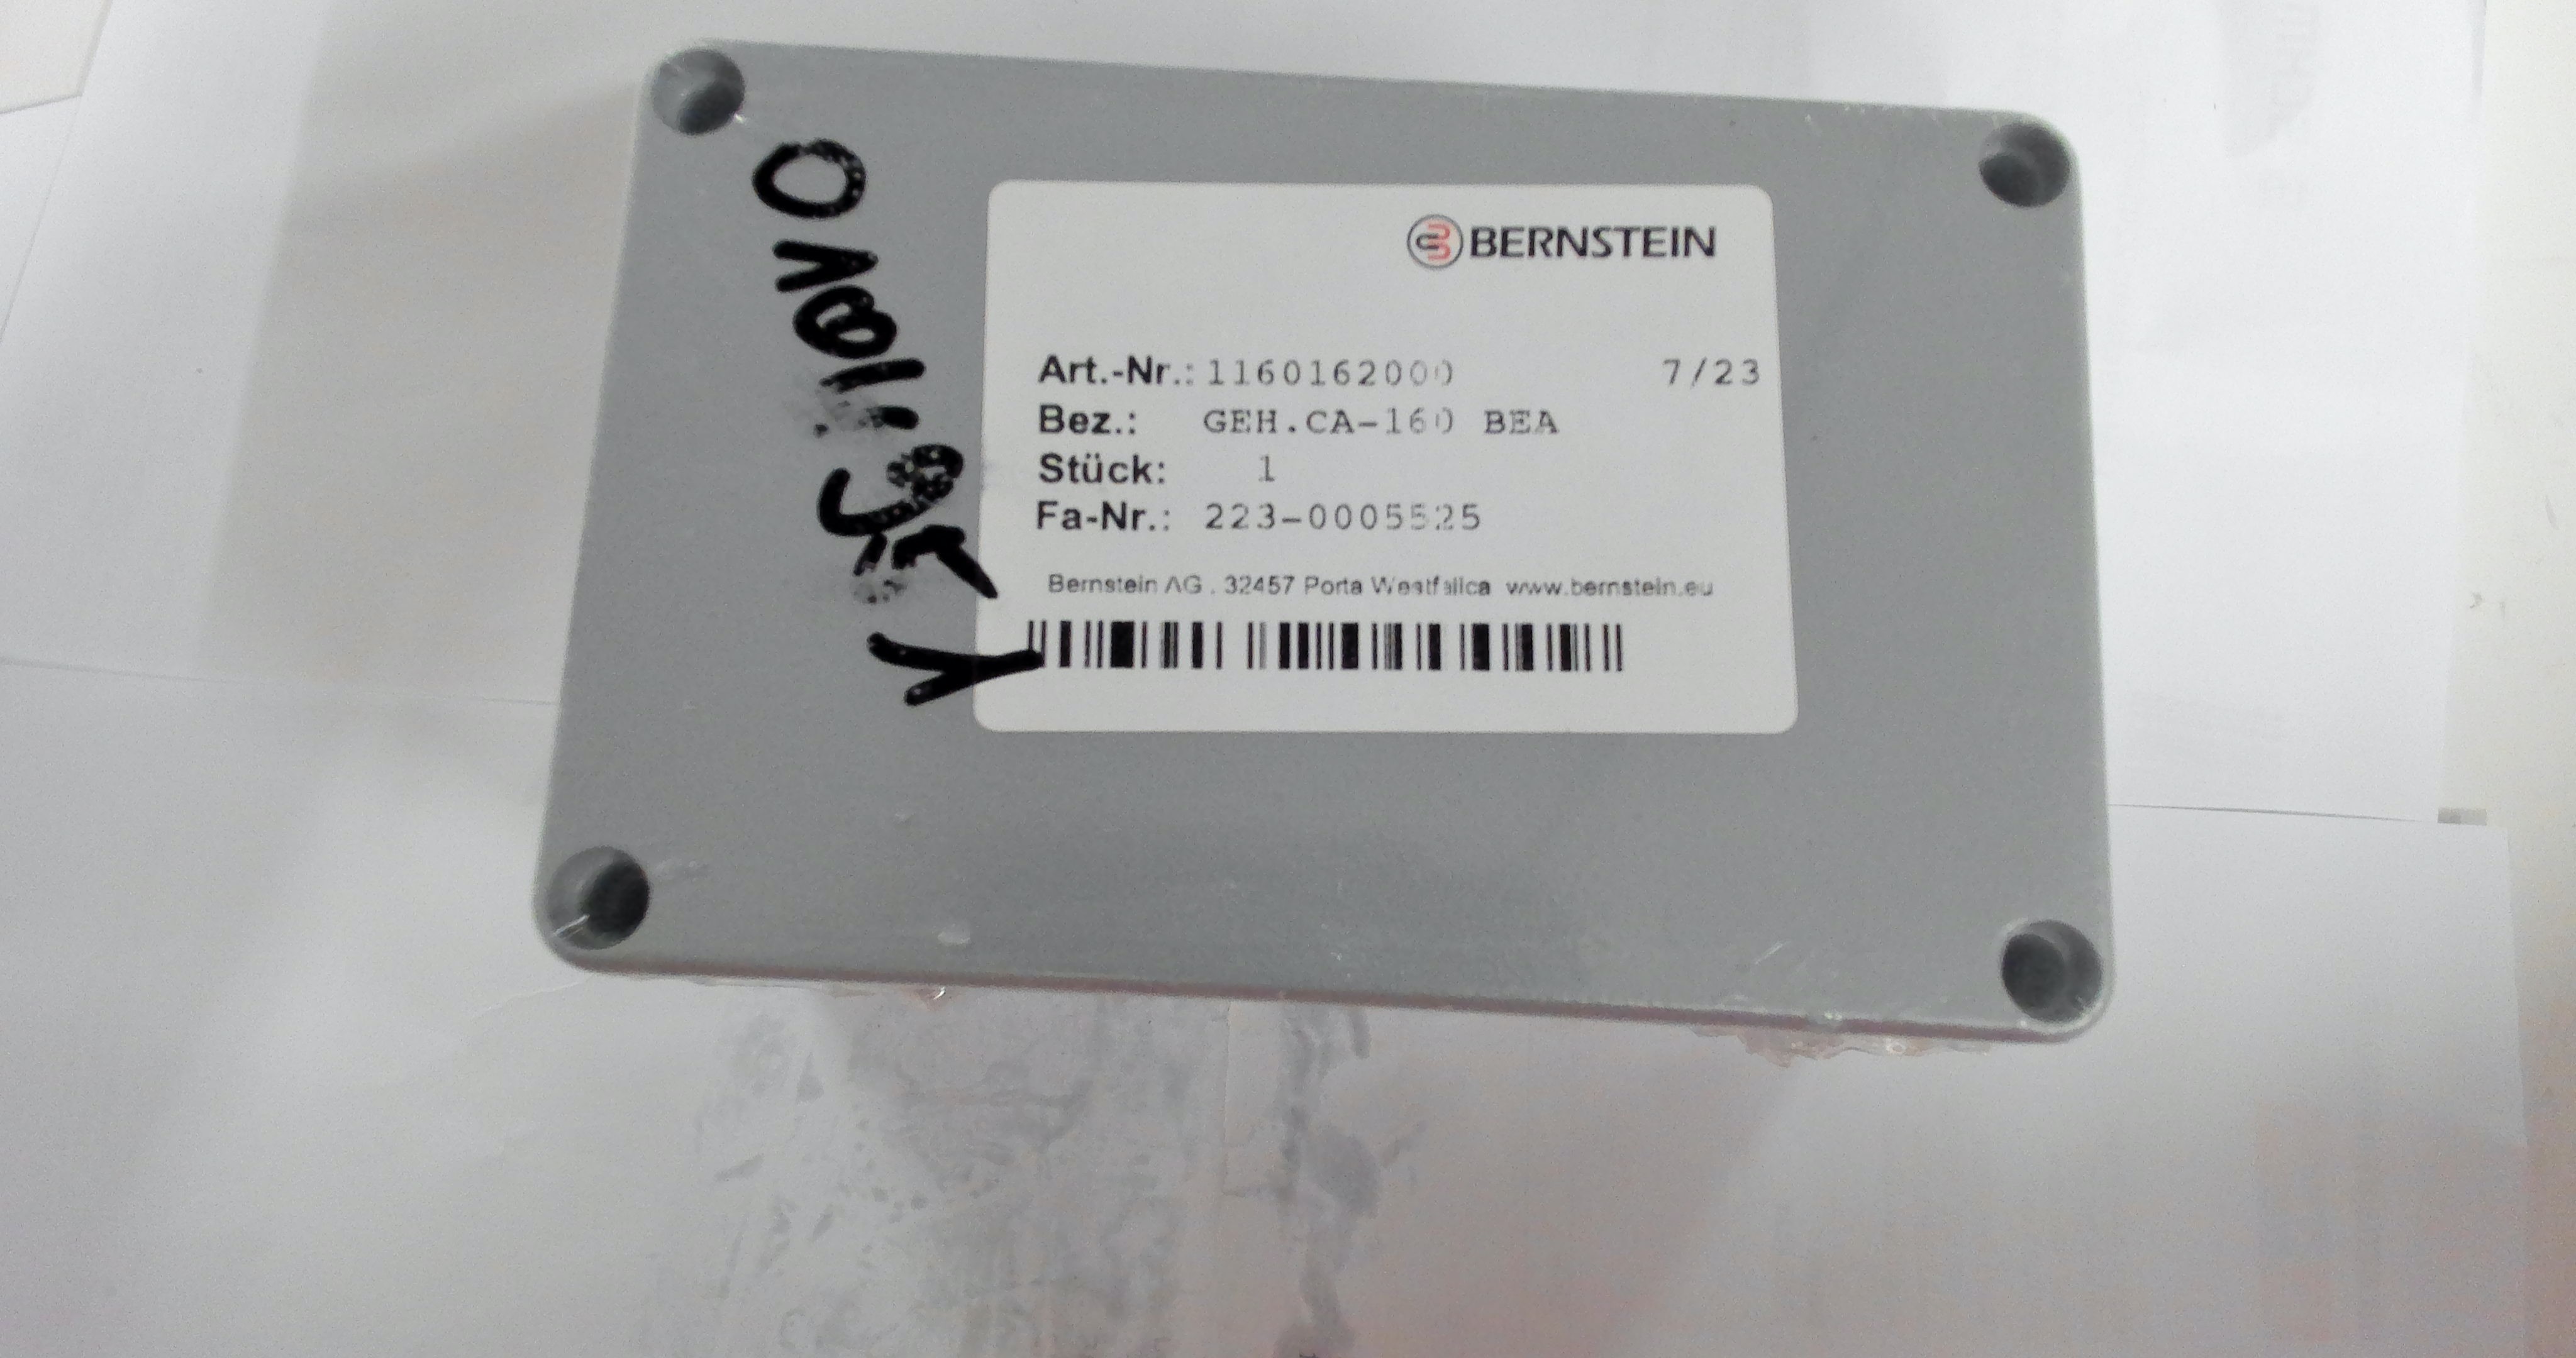 BERNSTEIN
Art.-Nr.: 1160162000 7/23
Bez.: GEH.CA-160 BEA
Stück: 1
Fa-Nr.: 223-0005525
Bernstein AG . 32457 Porta Westfalica www.bernstein.eu